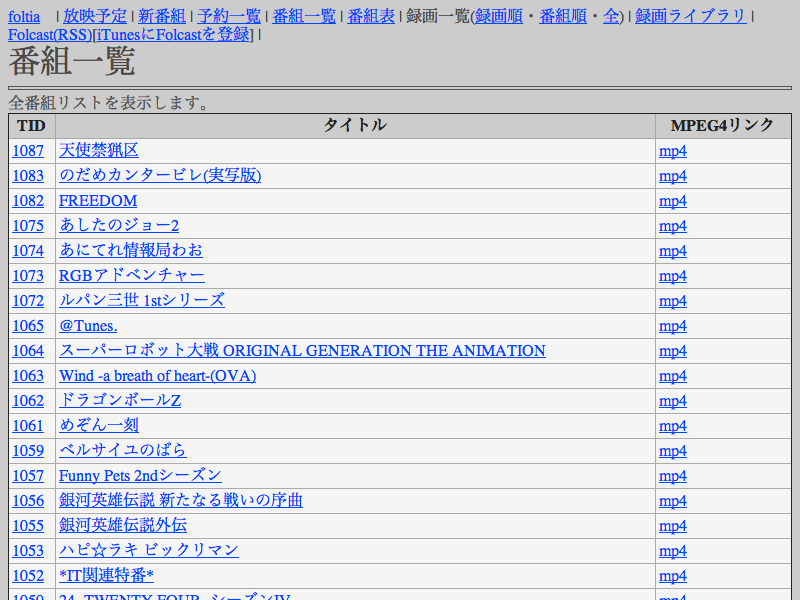 foltia | 放映予定 | 新番組 | 予約一覧 | 番組一覧 | 番組表 | 録画一覧(録画順・番組順・全) | 録画ライブラリ |
Folcast(RSS)[iTunesにFolcastを登録] |
番組一覧
全番組リストを表示します。
TID タイトル MPEG4リンク
1087 天使禁猟区 mp4
1083 のだめカンタービレ(実写版) mp4
1082 FREEDOM mp4
1075 あしたのジョー2 mp4
1074 あにてれ情報局わお mp4
1073 RGBアドベンチャー mp4
1072 ルパン三世 1stシリーズ mp4
1065 @Tunes. mp4
1064 スーパーロボット大戦 ORIGINAL GENERATION THE ANIMATION mp4
1063 Wind -a breath of heart-(OVA) mp4
1062 ドラゴンボールZ mp4
1061 めぞん一刻 mp4
1059 ベルサイユのばら mp4
1057 Funny Pets 2ndシーズン mp4
1056 銀河英雄伝説 新たなる戦いの序曲 mp4
1055 銀河英雄伝説外伝 mp4
1053 ハピ☆ラキ ビックリマン mp4
1052 *IT関連特番* mp4
1050 24 -TWENTY FOUR- シーズンIV mp4